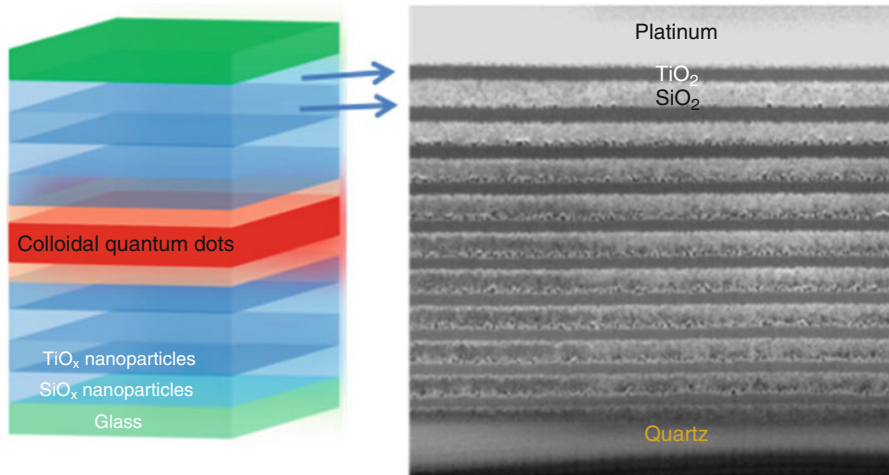 Colloidal quantum dots
TiOₓ nanoparticles
SiOₓ nanoparticles
Glass
Platinum
TiO₂
SiO₂
Quartz